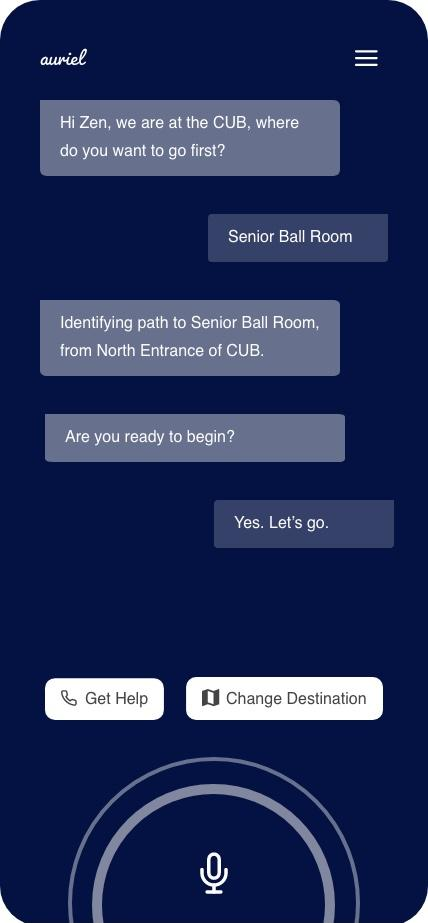 auriel
Hi Zen, we are at the CUB, where
do you want to go first?
Senior Ball Room
Identifying path to Senior Ball Room,
from North Entrance of CUB.
Are you ready to begin?
Yes. Let’s go.
Get Help
Change Destination